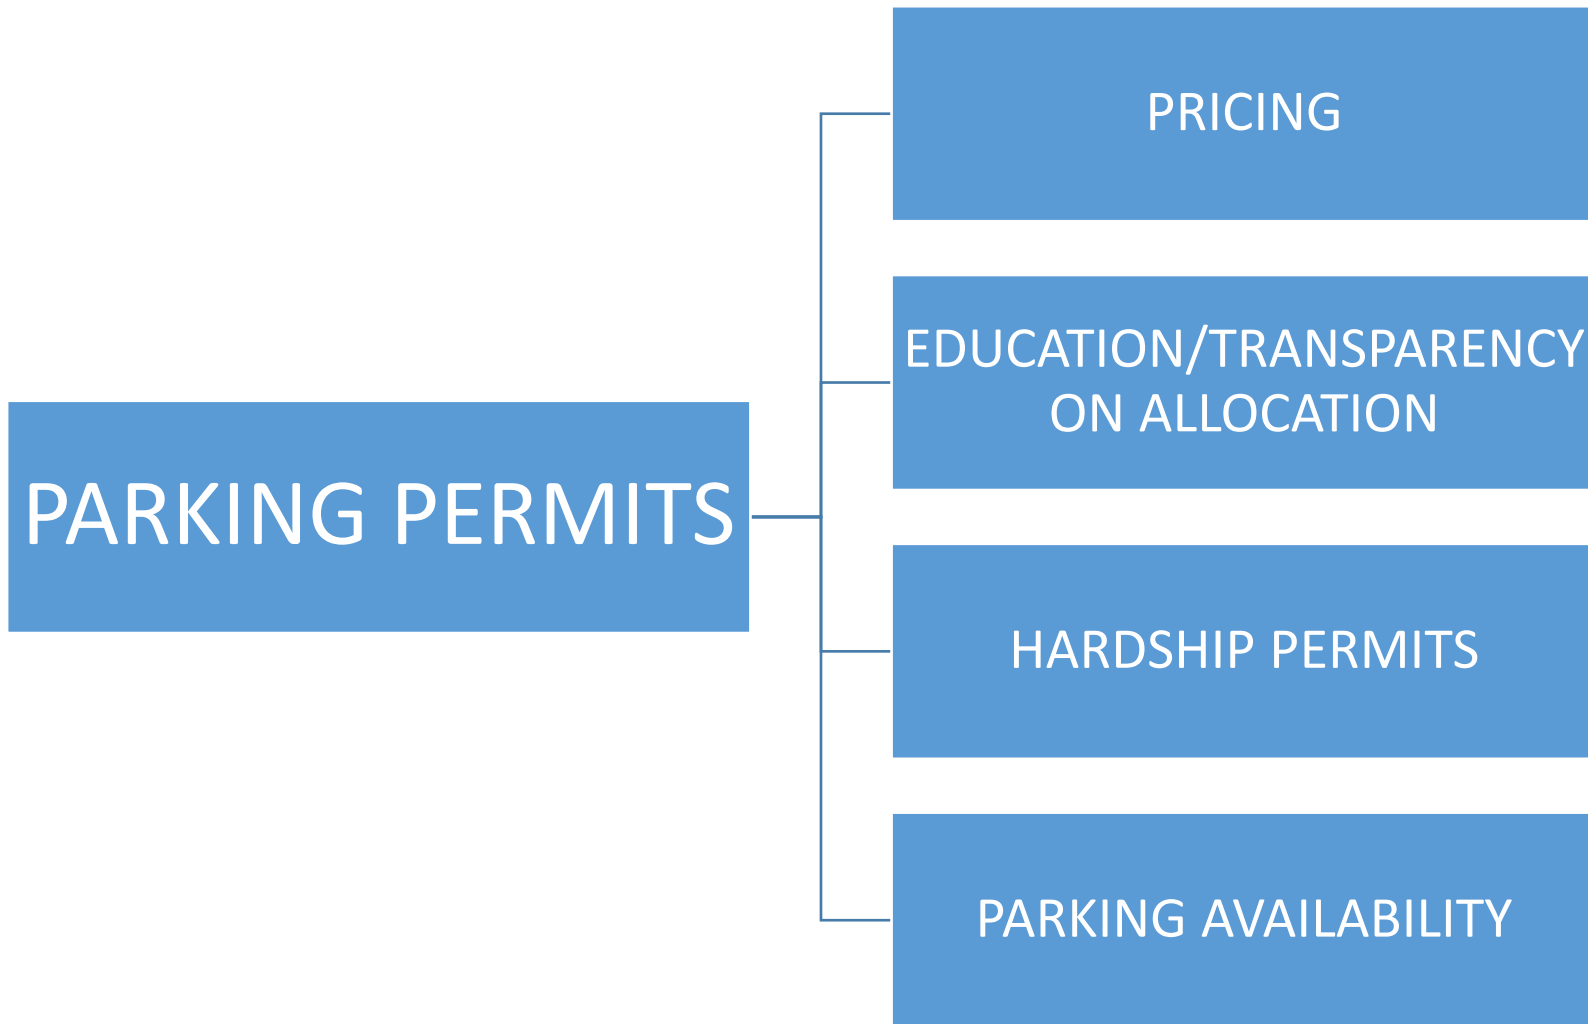 PRICING
EDUCATION/TRANSPARENCY
ON ALLOCATION
PARKING PERMITS
HARDSHIP PERMITS
PARKING AVAILABILITY